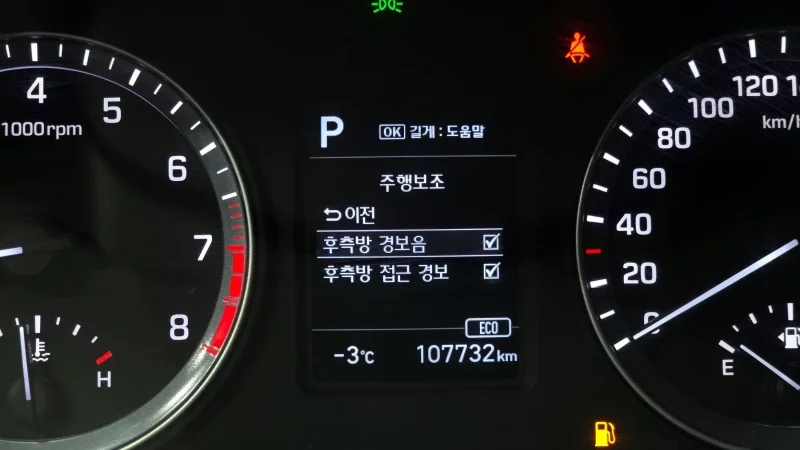 4
5
1000rpm
6
7
8
H
P
OK 길게 : 도움말
주행보조
이전
후측방 경보음
후측방 접근 경보
ECO
-3°C
107732 km
120
100
km/h
80
60
40
20
0
E